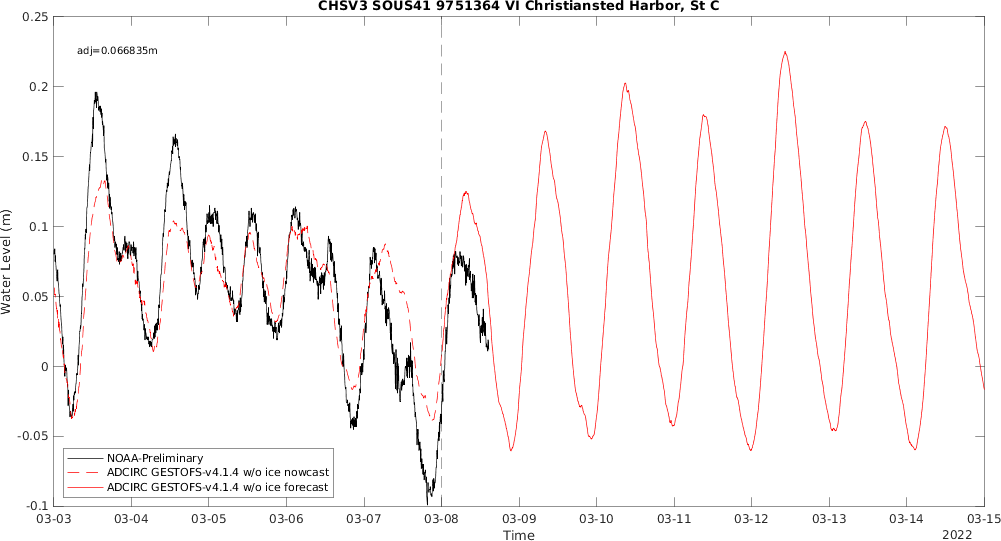 CHSV3 SOUS41 9751364 VI Christiansted Harbor, St C
adj=0.066835m
0.25
0.2
0.15
0.1
0.05
0
-0.05
-0.1
Water Level (m)
NOAA-Preliminary
ADCIRC GESTOFS-v4.1.4 w/o ice nowcast
ADCIRC GESTOFS-v4.1.4 w/o ice forecast
03-03 03-04 03-05 03-06 03-07 03-08 03-09 03-10 03-11 03-12 03-13 03-14 03-15
Time
2022